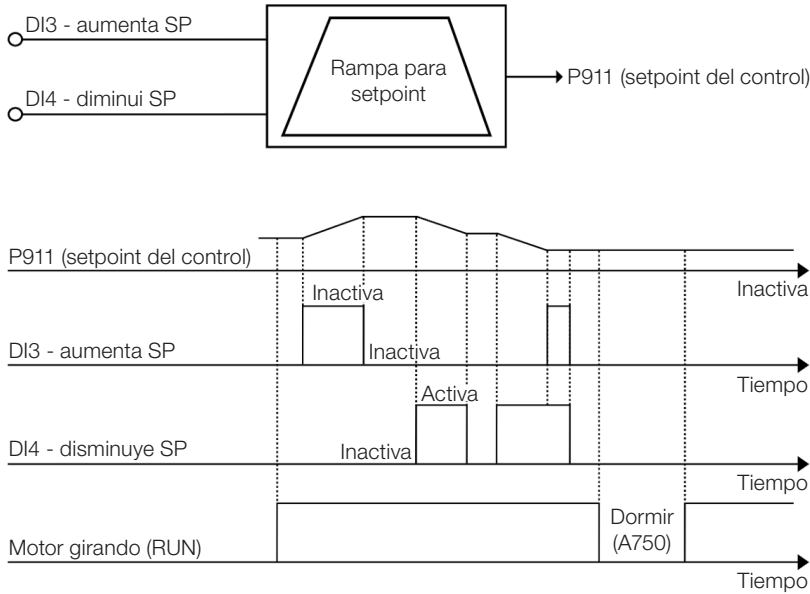 DI3 - aumenta SP
Rampa para
setpoint
P911 (setpoint del control)
DI4 - diminui SP
P911 (setpoint del control)
Inactiva
Inactiva
DI3 - aumenta SP
Inactiva
Tiempo
Activa
DI4 - disminuye SP
Inactiva
Tiempo
Dormir
(A750)
Motor girando (RUN)
Tiempo